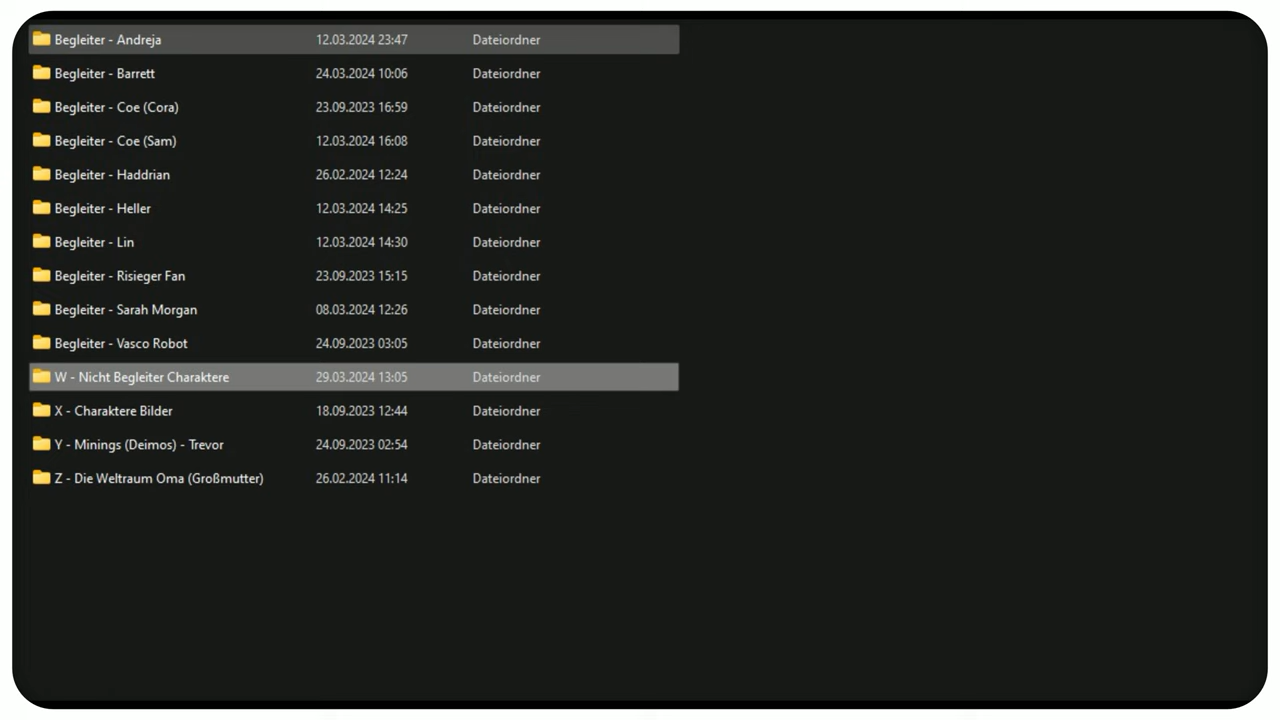 Begleiter - Andreja 12.03.2024 23:47 Dateiordner
Begleiter - Barrett 24.03.2024 10:06 Dateiordner
Begleiter - Coe (Cora) 23.09.2023 16:59 Dateiordner
Begleiter - Coe (Sam) 12.03.2024 16:08 Dateiordner
Begleiter - Haddrian 26.02.2024 12:24 Dateiordner
Begleiter - Heller 12.03.2024 14:25 Dateiordner
Begleiter - Lin 12.03.2024 14:30 Dateiordner
Begleiter - Risieger Fan 23.09.2023 15:15 Dateiordner
Begleiter - Sarah Morgan 08.03.2024 12:26 Dateiordner
Begleiter - Vasco Robot 24.09.2023 03:05 Dateiordner
W - Nicht Begleiter Charaktere 29.03.2024 13:05 Dateiordner
X - Charaktere Bilder 18.09.2023 12:44 Dateiordner
Y - Minings (Deimos) - Trevor 24.09.2023 02:54 Dateiordner
Z - Die Weltraum Oma (Großmutter) 26.02.2024 11:14 Dateiordner